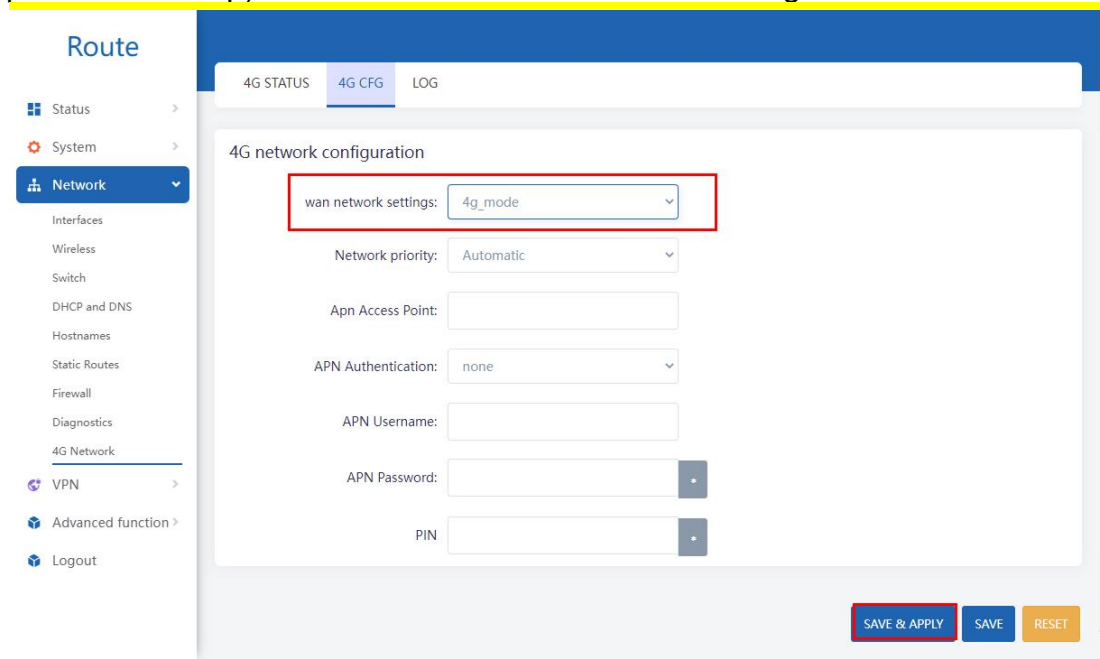 Route
4G STATUS 4G CFG LOG
Status
System
4G network configuration
Network
wan network settings: 4g_mode
Interfaces
Wireless
Network priority: Automatic
Switch
DHCP and DNS
Apn Access Point:
Hostnames
Static Routes
APN Authentication: none
Firewall
Diagnostics
APN Username:
4G Network
VPN
APN Password: *
Advanced function
PIN *
Logout
SAVE & APPLY SAVE RESET